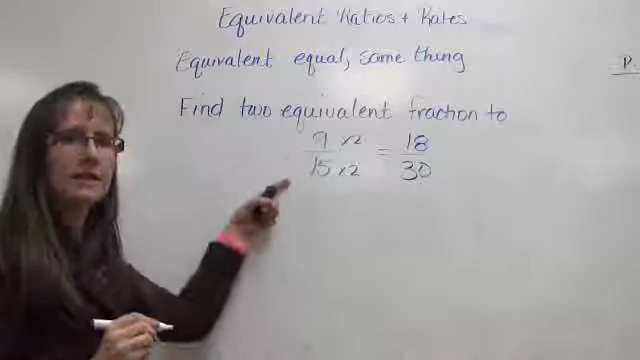 Equivalent Ratios + Rates
Equivalent equal, same thing
P.
Find two equivalent fraction to
9 x2 = 18
15 x2 30